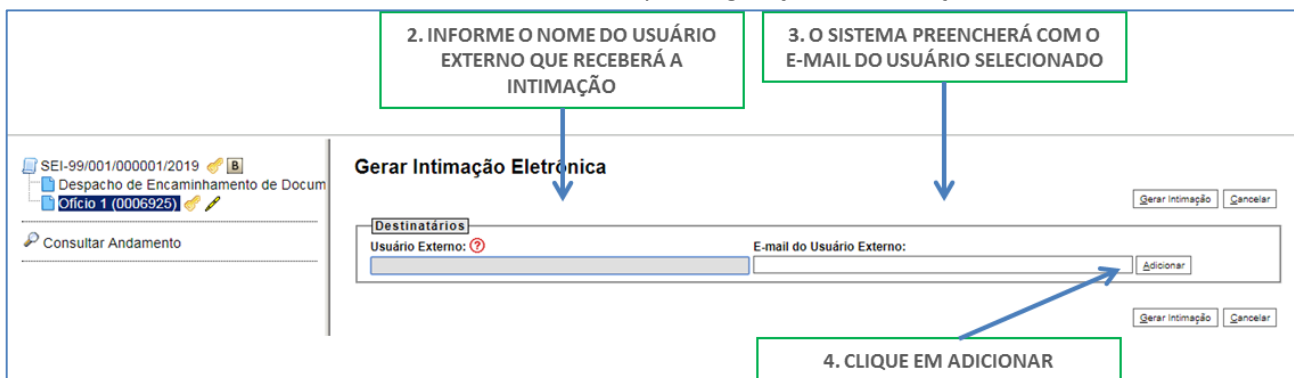 2. INFORME O NOME DO USUÁRIO
EXTERNO QUE RECEBERÁ A
INTIMAÇÃO
3. O SISTEMA PREENCHERÁ COM O
E-MAIL DO USUÁRIO SELECIONADO
SEI-99/001/000001/2019 B
Despacho de Encaminhamento de Docum
Ofício 1 (0006925)
Consultar Andamento
Gerar Intimação Eletrônica
Gerar Intimação Cancelar
Destinatários
Usuário Externo: ? E-mail do Usuário Externo:
Adicionar
Gerar Intimação Cancelar
4. CLIQUE EM ADICIONAR